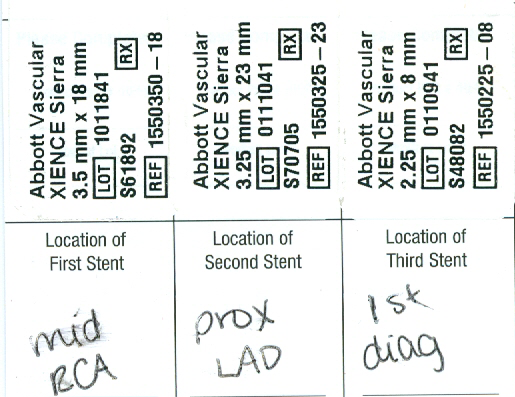 Abbott Vascular
XIENCE Sierra
3.5 mm x 18 mm
LOT 1011841 RX
S61892
REF 1550350-18
Abbott Vascular
XIENCE Sierra
3.25 mm x 23 mm
LOT 0111041 RX
S70705
REF 1550325-23
Abbott Vascular
XIENCE Sierra
2.25 mm x 8 mm
LOT 0110941 RX
S48082
REF 1550225-08
Location of
First Stent
mid
RCA
Location of
Second Stent
prox
LAD
Location of
Third Stent
1st
diag